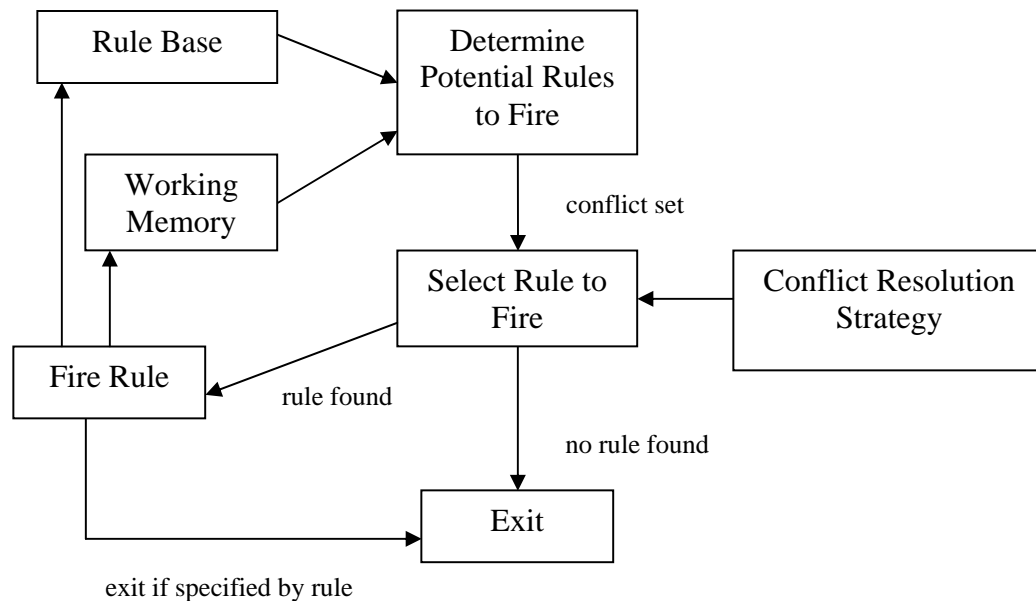 Rule Base
Determine
Potential Rules
to Fire
Working
Memory
conflict set
Select Rule to
Fire
Conflict Resolution
Strategy
Fire Rule
rule found
no rule found
Exit
exit if specified by rule